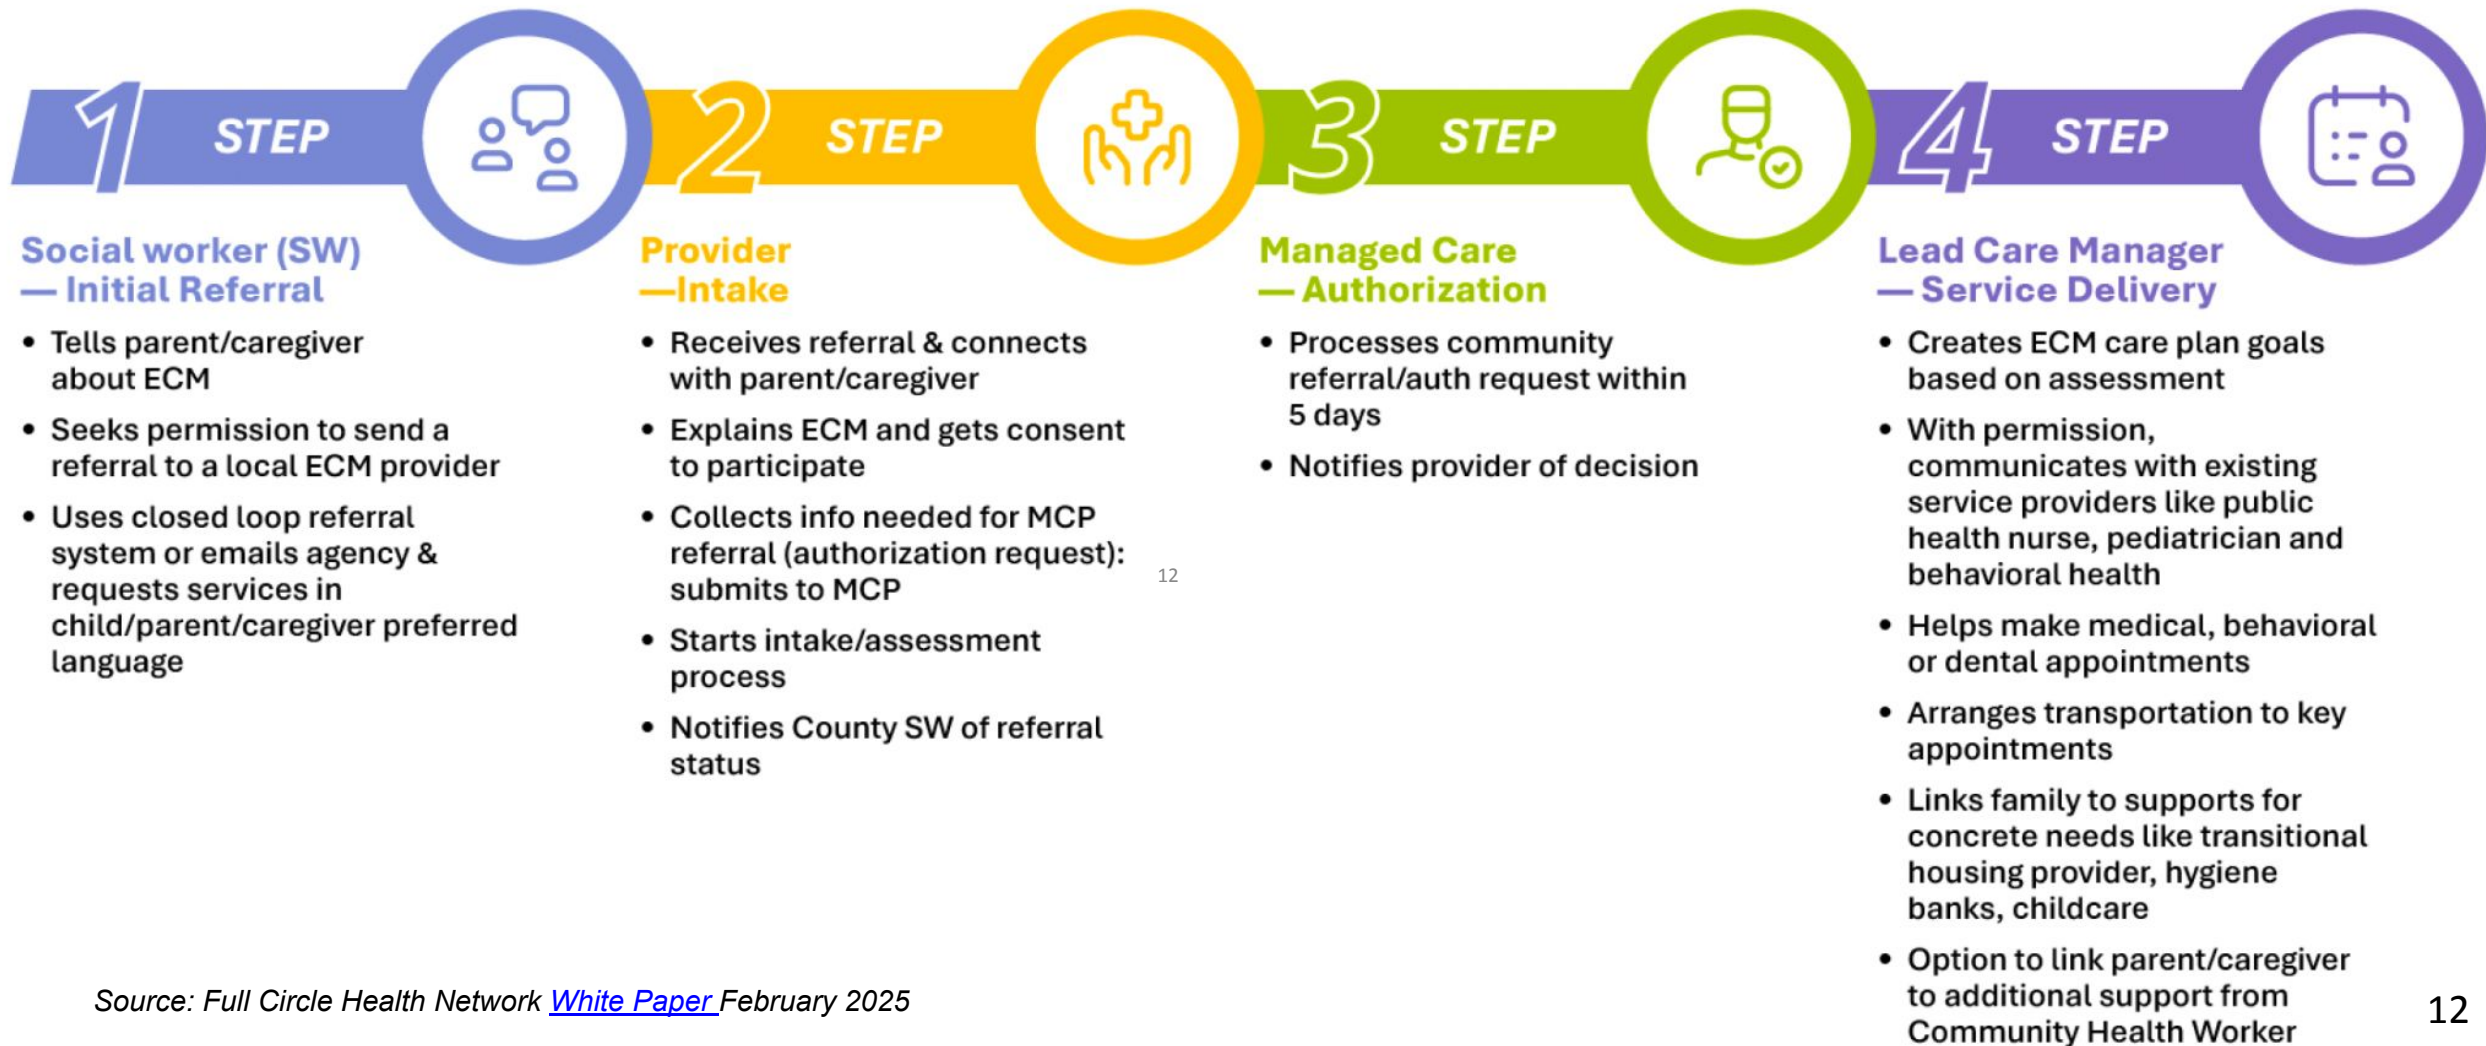 1 STEP
2 STEP
3 STEP
4 STEP
Social worker (SW)
— Initial Referral
• Tells parent/caregiver
about ECM
• Seeks permission to send a
referral to a local ECM provider
• Uses closed loop referral
system or emails agency &
requests services in
child/parent/caregiver preferred
language
Provider
—Intake
• Receives referral & connects
with parent/caregiver
• Explains ECM and gets consent
to participate
• Collects info needed for MCP
referral (authorization request):
submits to MCP
• Starts intake/assessment
process
• Notifies County SW of referral
status
12
Managed Care
— Authorization
• Processes community
referral/auth request within
5 days
• Notifies provider of decision
Lead Care Manager
— Service Delivery
• Creates ECM care plan goals
based on assessment
• With permission,
communicates with existing
service providers like public
health nurse, pediatrician and
behavioral health
• Helps make medical, behavioral
or dental appointments
• Arranges transportation to key
appointments
• Links family to supports for
concrete needs like transitional
housing provider, hygiene
banks, childcare
• Option to link parent/caregiver
to additional support from
Community Health Worker
Source: Full Circle Health Network White Paper February 2025
12